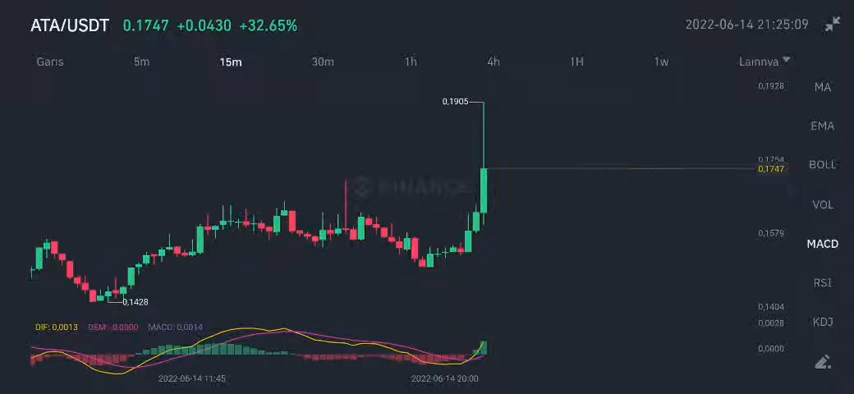 ATA/USDT 0.1747 +0.0430 +32.65% 2022-06-14 21:25:09
Garis 5m 15m 30m 1h 4h 1H 1w Lainnya
0,1928
MA
0,1905
EMA
BINANCE
0,1754
BOLL
0,1747
VOL
0,1579
MACD
RSI
0,1428
0,1404
DIF: 0,0013 DEM: -0,0000 MACD: 0,0014
0,0028
KDJ
0,0000
2022-06-14 11:45 2022-06-14 20:00